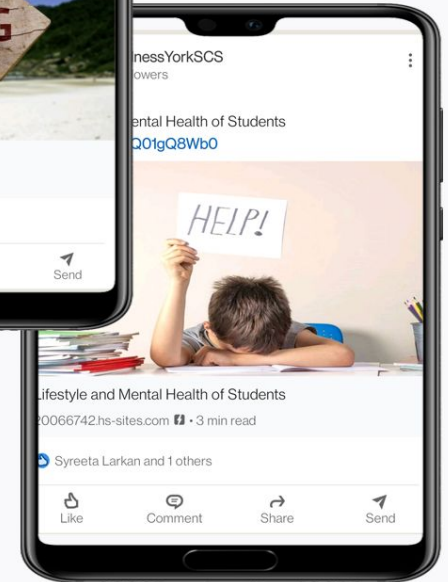 G
Send
nessYorkSCS
owers
ental Health of Students
Q01gQ8Wb0
HELP!
Lifestyle and Mental Health of Students
20066742.hs-sites.com • 3 min read
Syreeta Larkan and 1 others
Like Comment Share Send